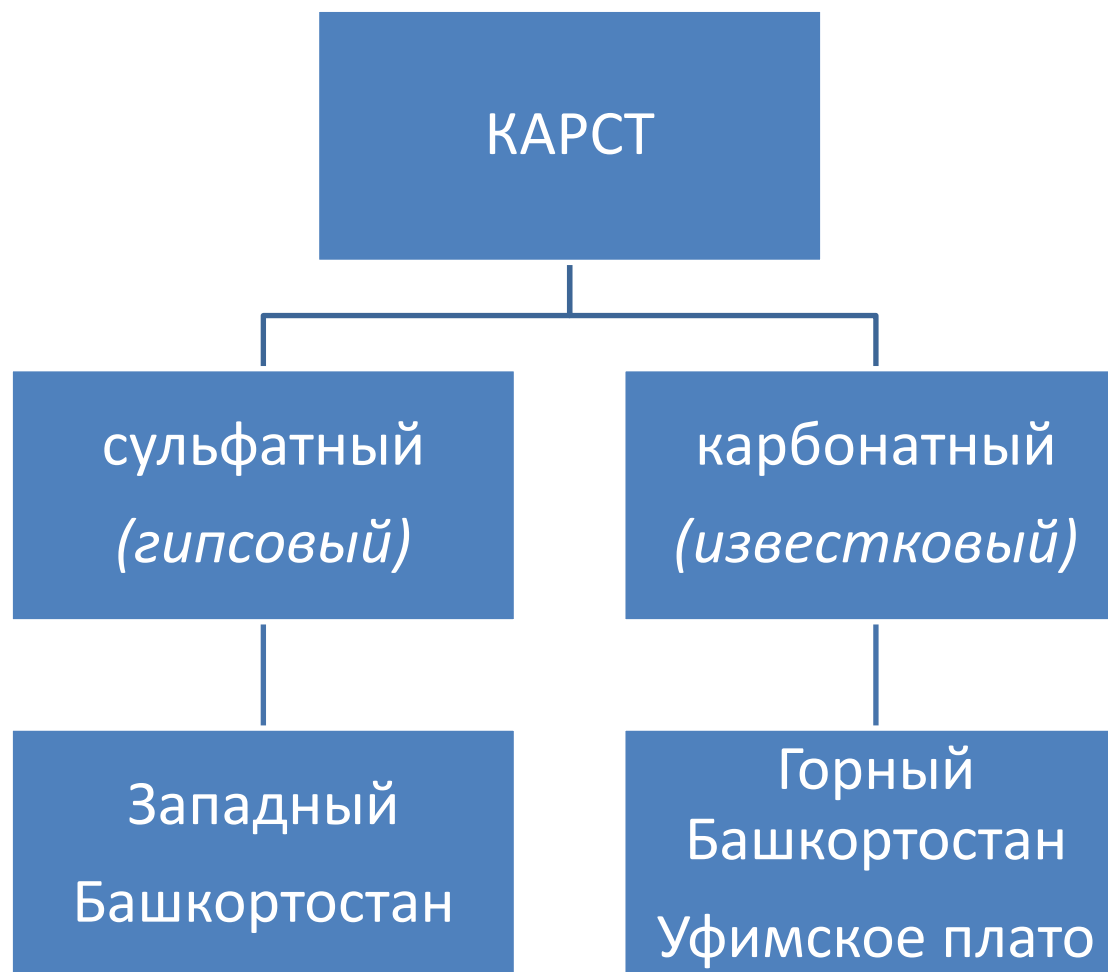 КАРСТ
сульфатный
(гипсовый)
карбонатный
(известковый)
Западный
Башкортостан
Горный
Башкортостан
Уфимское плато